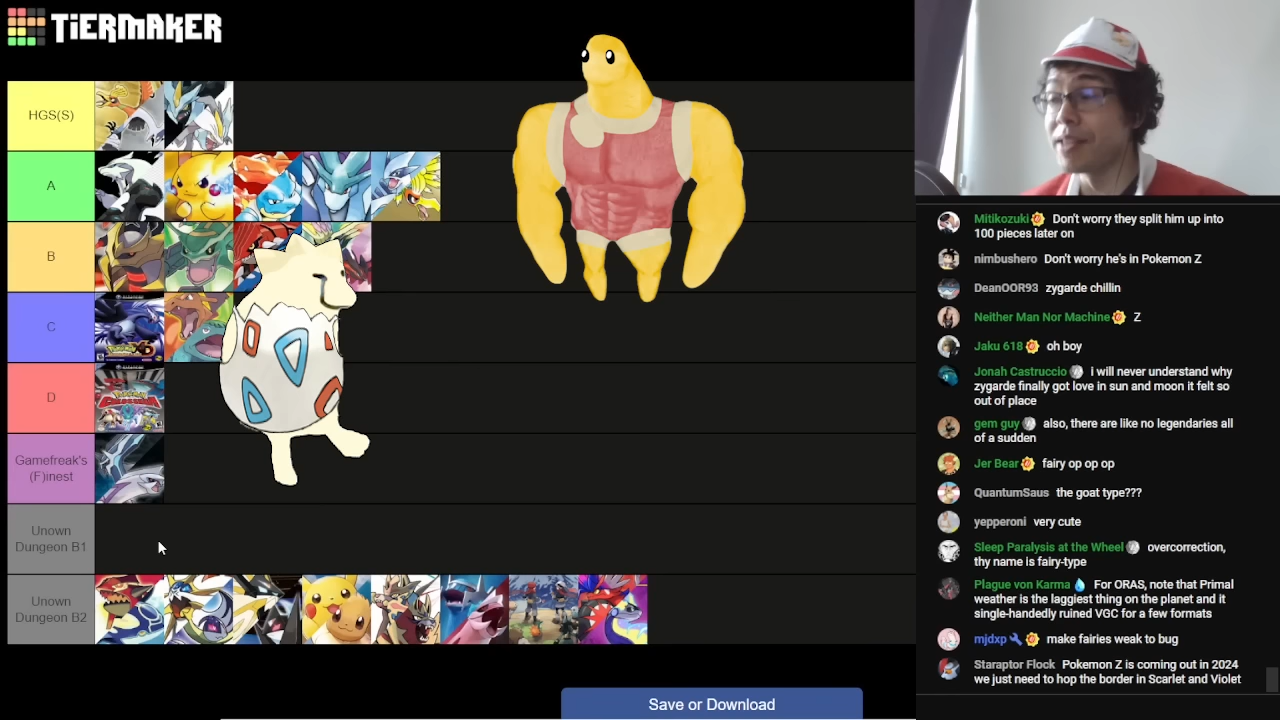 TiERMAKER
HGS(S)
A
B
C
D
Gamefreak's
(F)inest
Unown
Dungeon B1
Unown
Dungeon B2
Save or Download
Mitikozuki Don't worry they split him up into
100 pieces later on
nimbushero Don't worry he's in Pokemon Z
DeanOOR93 zygarde chillin
Neither Man Nor Machine Z
Jaku 618 oh boy
Jonah Castruccio i will never understand why
zygarde finally got love in sun and moon it felt so
out of place
gem guy also, there are like no legendaries all
of a sudden
Jer Bear fairy op op op
QuantumSaus the goat type???
yepperoni very cute
Sleep Paralysis at the Wheel overcorrection,
thy name is fairy-type
Plague von Karma For ORAS, note that Primal
weather is the laggiest thing on the planet and it
single-handedly ruined VGC for a few formats
mjdxp make fairies weak to bug
Staraptor Flock Pokemon Z is coming out in 2024
we just need to hop the border in Scarlet and Violet